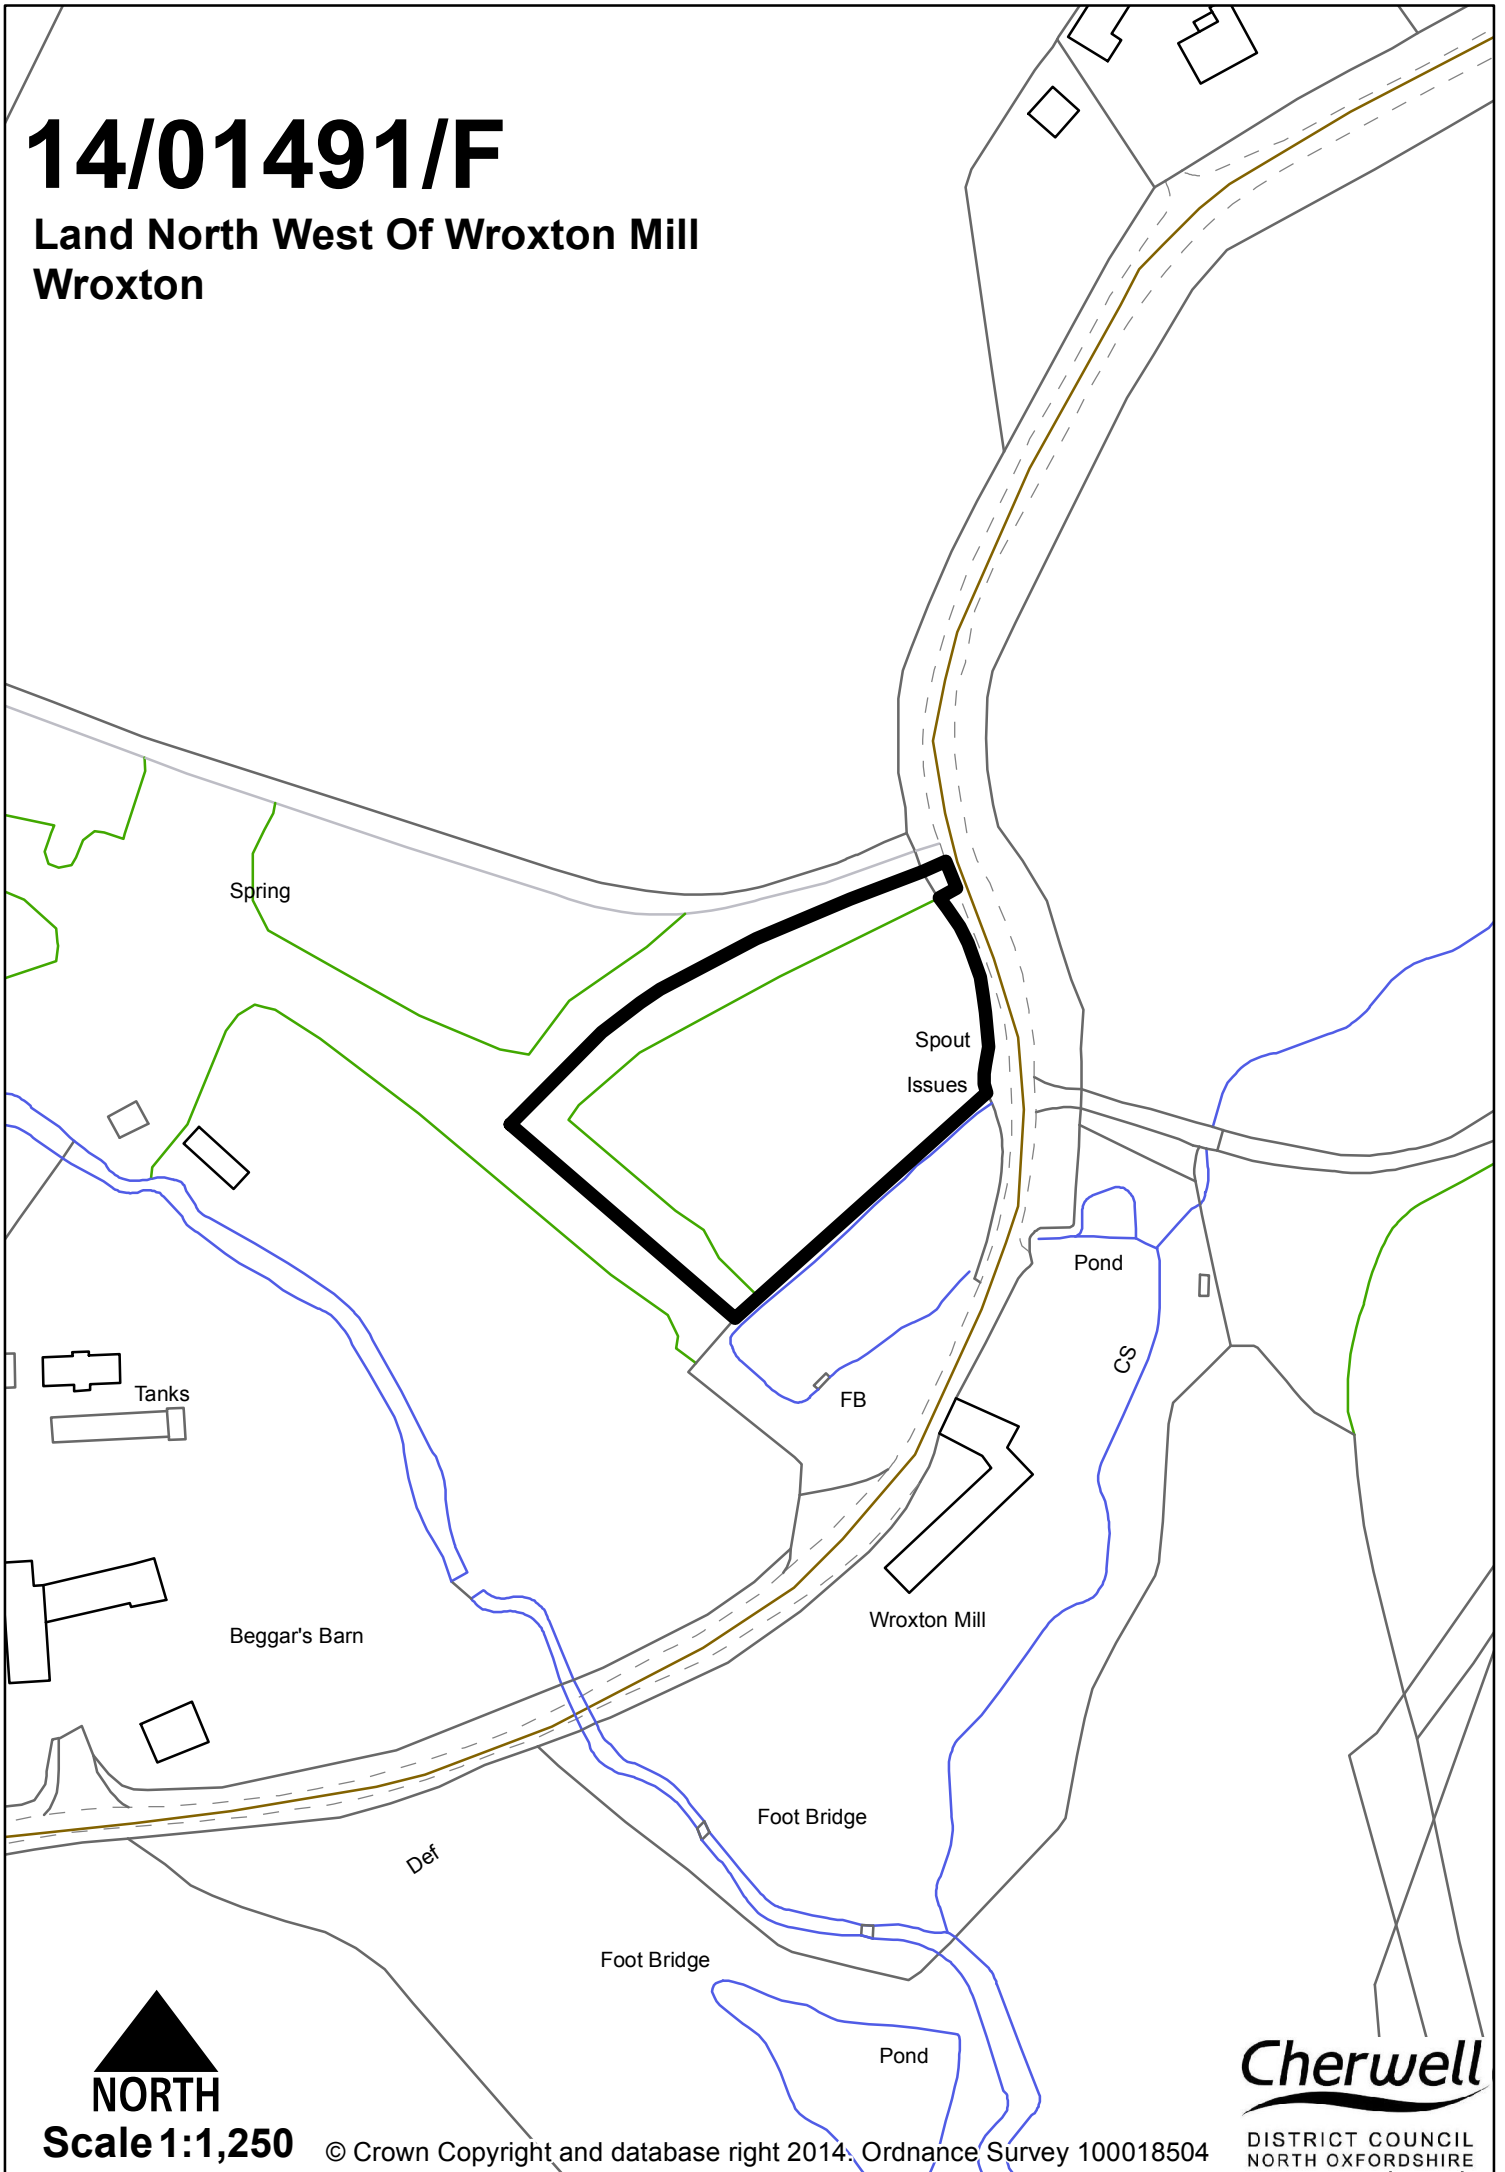 14/01491/F
Land North West Of Wroxton Mill
Wroxton
Spring
Spout
Issues
Pond
CS
Tanks
FB
Wroxton Mill
Beggar's Barn
Foot Bridge
Def
Foot Bridge
Pond
NORTH
Scale 1:1,250
© Crown Copyright and database right 2014. Ordnance Survey 100018504
Cherwell
DISTRICT COUNCIL
NORTH OXFORDSHIRE